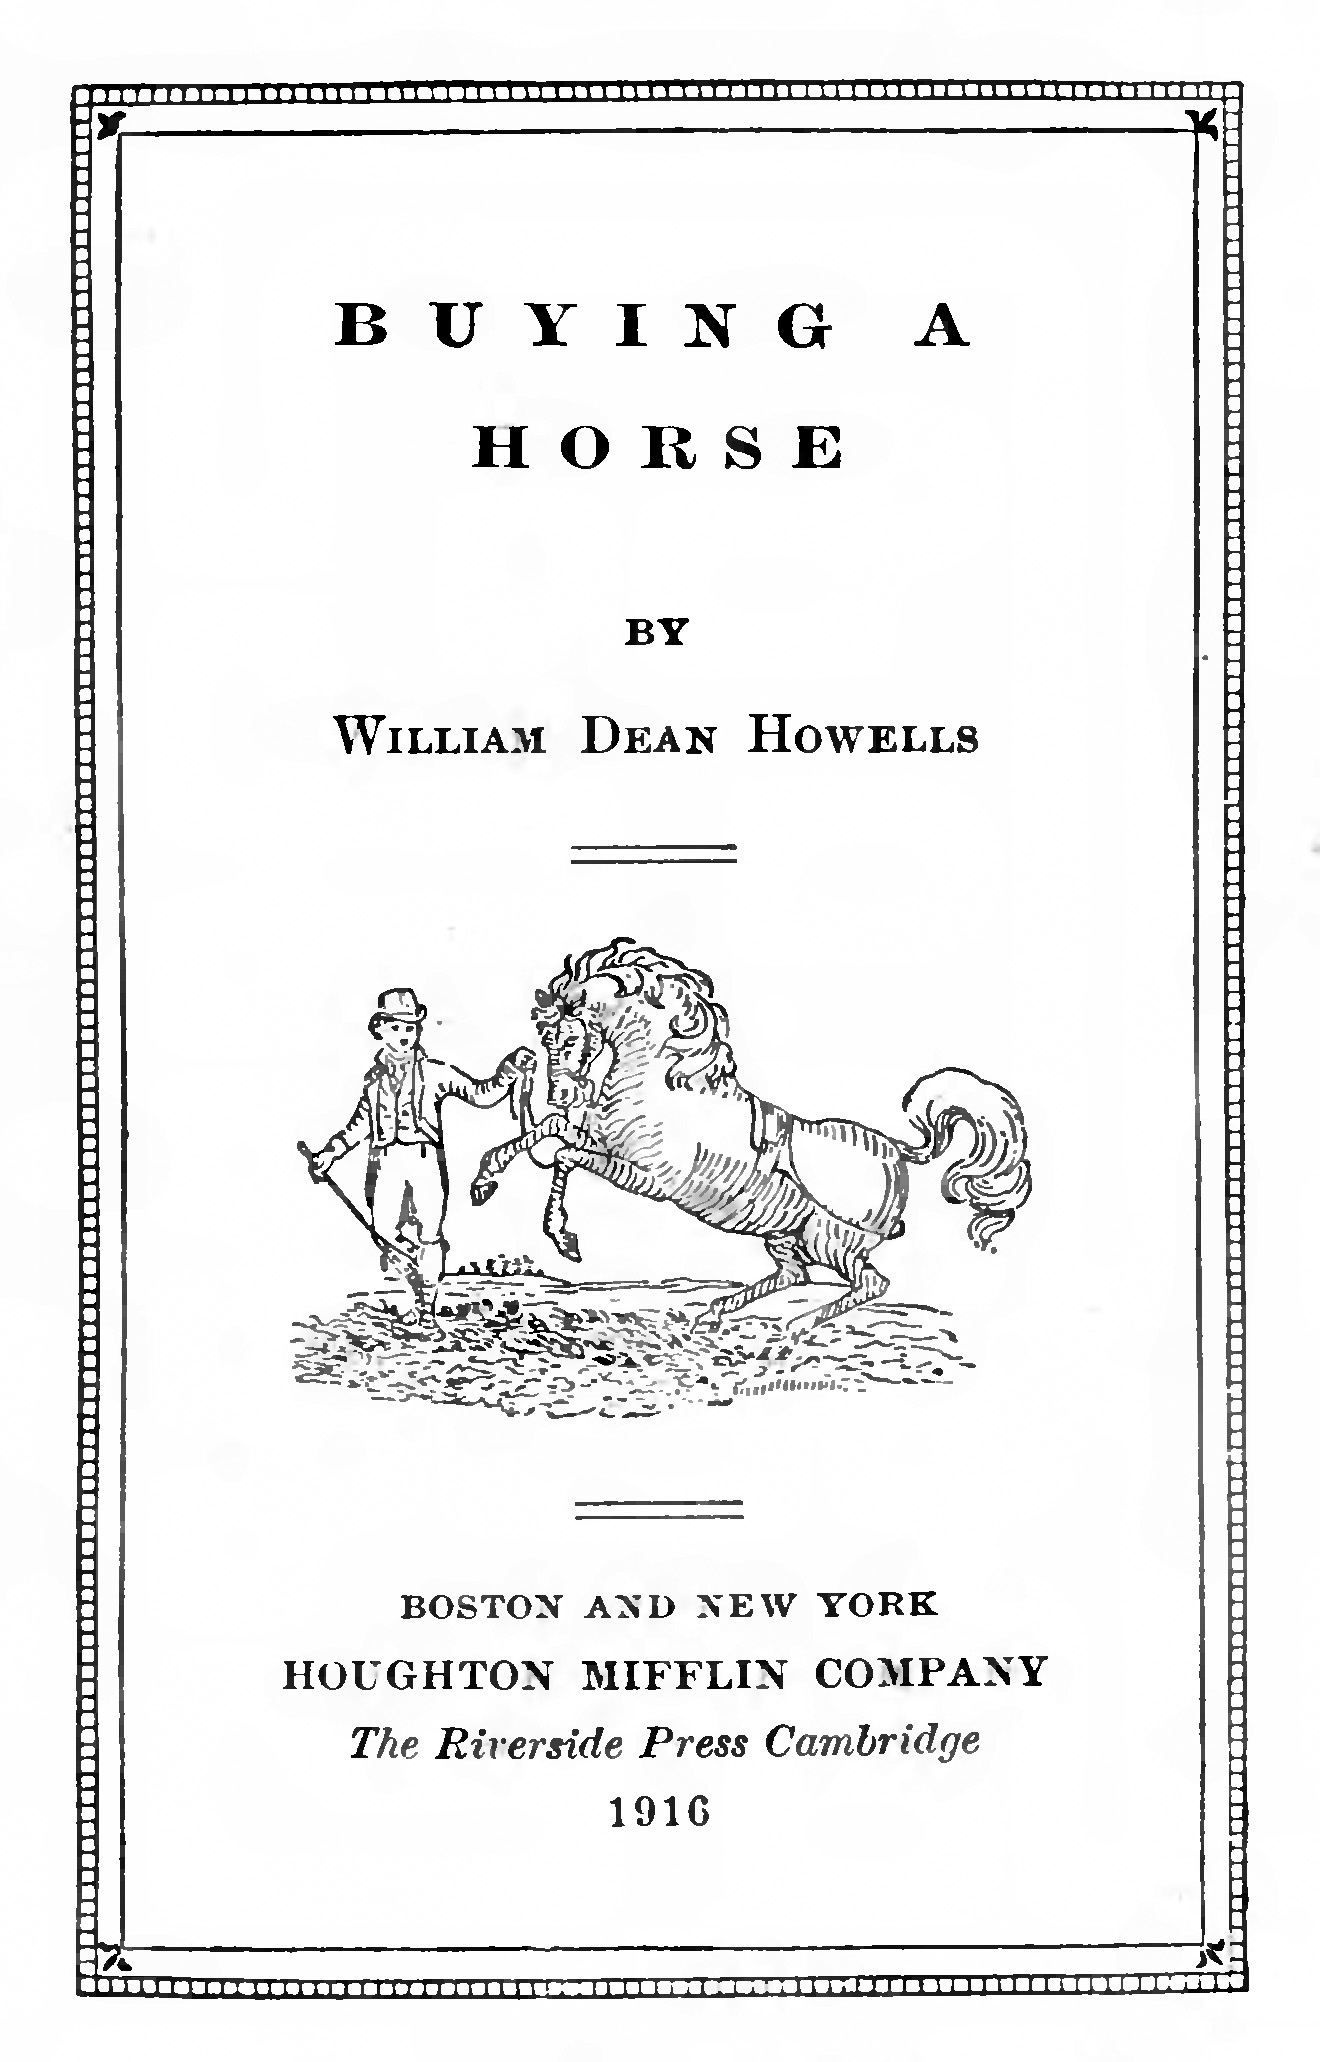 BUYING A
HORSE
BY
WILLIAM DEAN HOWELLS
BOSTON AND NEW YORK
HOUGHTON MIFFLIN COMPANY
The Riverside Press Cambridge
1916